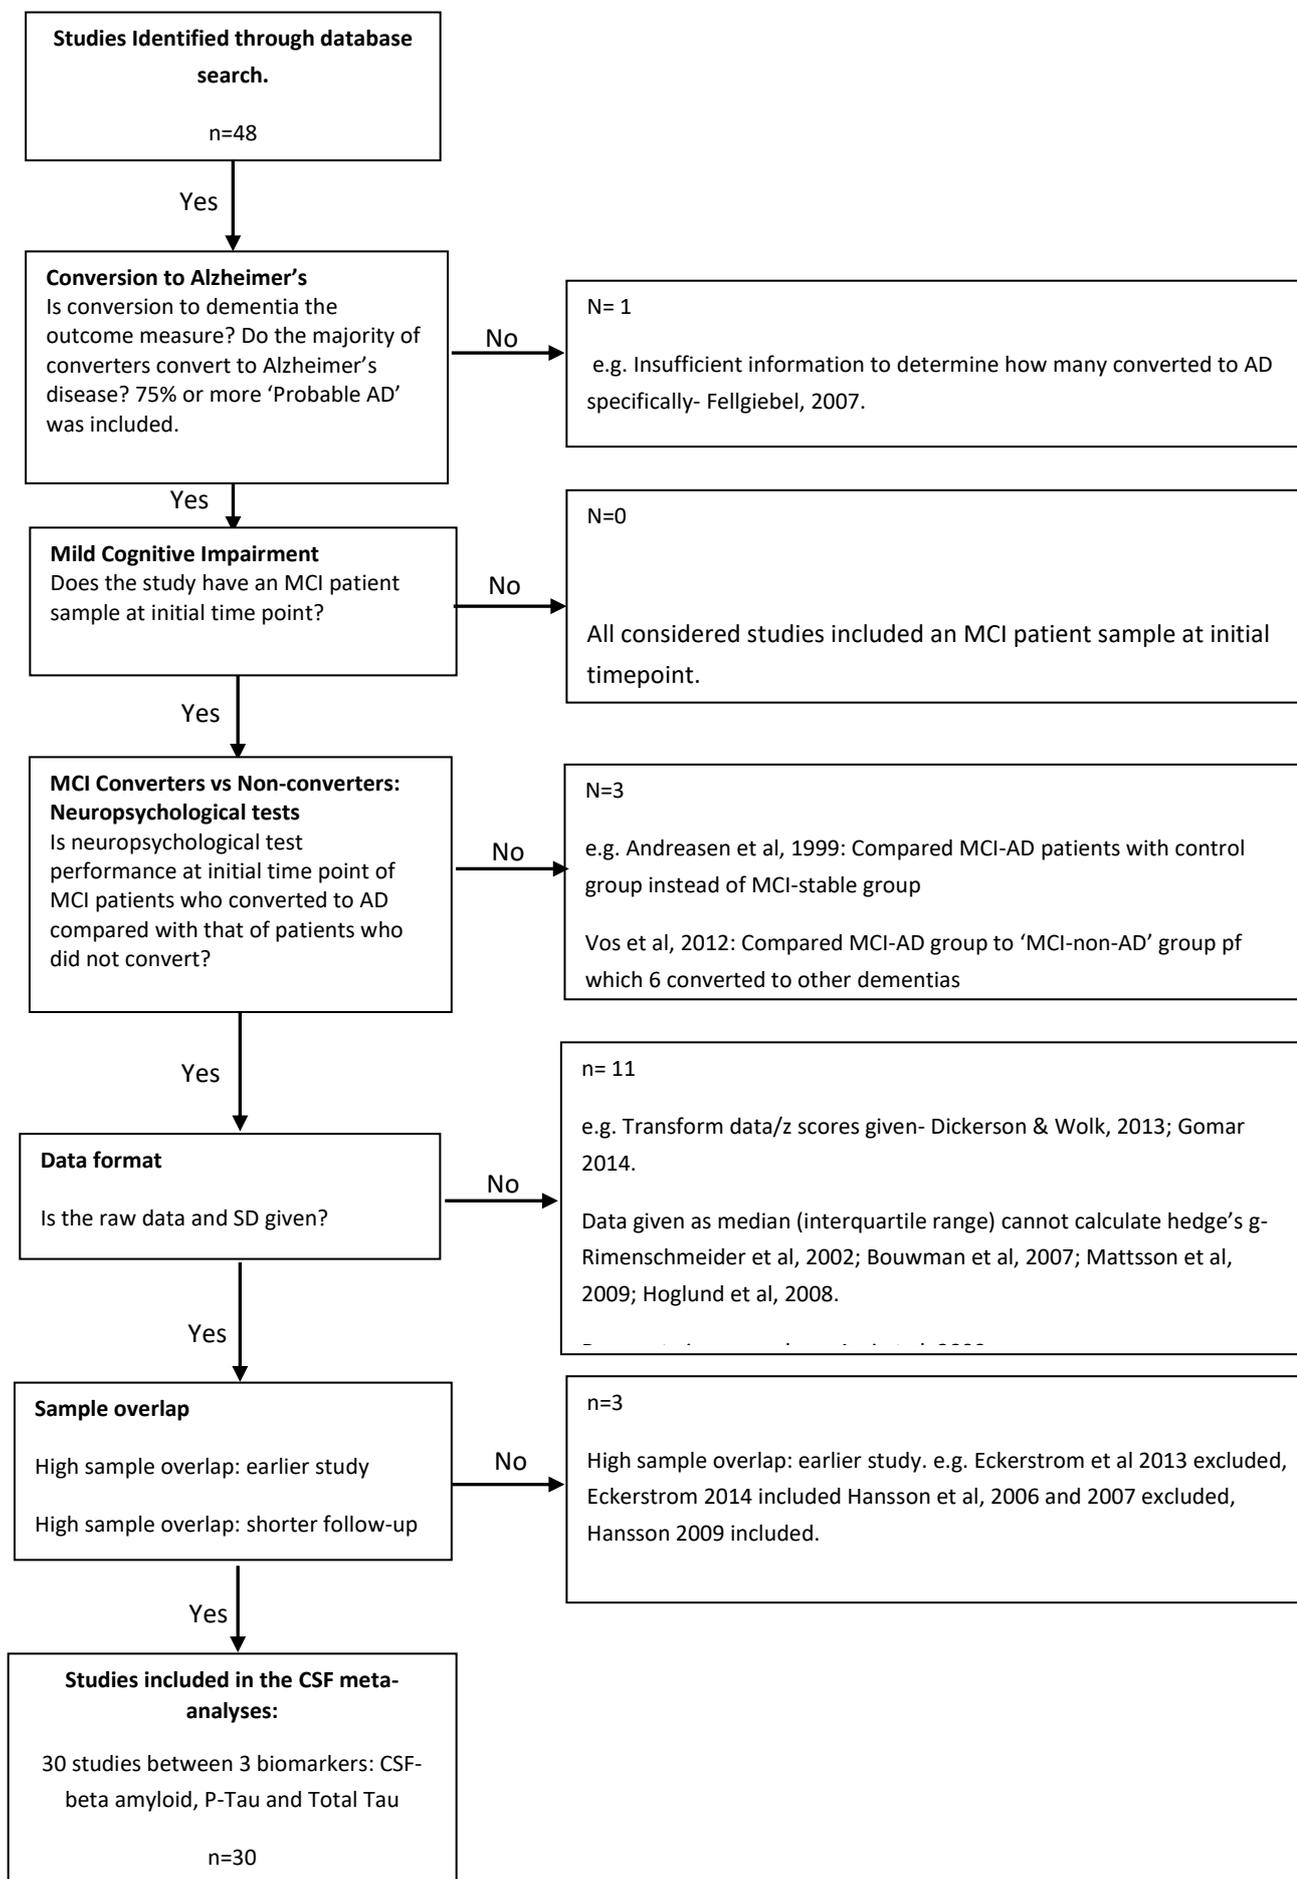 Studies Identified through database
search.
n=48
Yes
Conversion to Alzheimer's
Is conversion to dementia the
outcome measure? Do the majority of
converters convert to Alzheimer's
disease? 75% or more ‘Probable AD’
was included.
No
N= 1
e.g. Insufficient information to determine how many converted to AD
specifically- Fellgiebel, 2007.
Yes
Mild Cognitive Impairment
Does the study have an MCI patient
sample at initial time point?
No
N=0
All considered studies included an MCI patient sample at initial
timepoint.
Yes
MCI Converters vs Non-converters:
Neuropsychological tests
Is neuropsychological test
performance at initial time point of
MCI patients who converted to AD
compared with that of patients who
did not convert?
No
N=3
e.g. Andreasen et al, 1999: Compared MCI-AD patients with control
group instead of MCI-stable group
Vos et al, 2012: Compared MCI-AD group to ‘MCI-non-AD’ group pf
which 6 converted to other dementias
Yes
Data format
Is the raw data and SD given?
No
n= 11
e.g. Transform data/z scores given- Dickerson & Wolk, 2013; Gomar
2014.
Data given as median (interquartile range) cannot calculate hedge’s g-
Rimenschmeider et al, 2002; Bouwman et al, 2007; Mattsson et al,
2009; Hoglund et al, 2008.
Yes
Sample overlap
High sample overlap: earlier study
High sample overlap: shorter follow-up
No
n=3
High sample overlap: earlier study. e.g. Eckerstrom et al 2013 excluded,
Eckerstrom 2014 included Hansson et al, 2006 and 2007 excluded,
Hansson 2009 included.
Yes
Studies included in the CSF meta-
analyses:
30 studies between 3 biomarkers: CSF-
beta amyloid, P-Tau and Total Tau
n=30